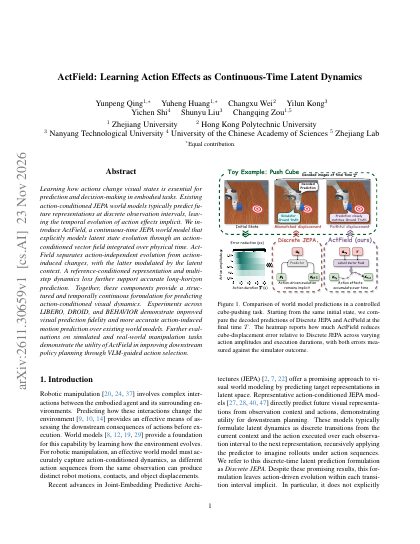 ActField: Learning Action Effects as Continuous-Time Latent Dynamics
Yunpeng Qing1,* Yuheng Huang1,* Changxu Wei2 Yilun Kong3
Yichen Shi4 Shunyu Liu3 Changqing Zou1,5
1 Zhejiang University 2 Hong Kong Polytechnic University
3 Nanyang Technological University 4 University of the Chinese Academy of Sciences 5 Zhejiang Lab
*Equal contribution.
arXiv:2611.30659v1 [cs.AI] 23 Nov 2026
Abstract
Learning how actions change visual states is essential for
prediction and decision-making in embodied tasks. Existing
action-conditioned JEPA world models typically predict fu-
ture representations at discrete observation intervals, leav-
ing the temporal evolution of action effects implicit. We in-
troduce ActField, a continuous-time JEPA world model that
explicitly models latent state evolution through an action-
conditioned vector field integrated over physical time. Act-
Field separates action-independent evolution from action-
induced changes, with the latter modulated by the latent
context. A reference-conditioned representation and multi-
step dynamics loss further support accurate long-horizon
prediction. Together, these components provide a struc-
tured and temporally continuous formulation for predicting
action-conditioned visual dynamics. Experiments across
LIBERO, DROID, and BEHAVIOR demonstrate improved
visual prediction fidelity and more accurate action-induced
motion prediction over existing world models. Further eval-
uations on simulated and real-world manipulation tasks
demonstrate the utility of ActField in improving downstream
policy planning through VLM-guided action selection.
1. Introduction
Robotic manipulation [20, 24, 37] involves complex inter-
actions between the embodied agent and its surrounding en-
vironments. Predicting how these interactions change the
environment [9, 10, 14] provides an effective means of as-
sessing the downstream consequences of actions before exe-
cution. World models [8, 12, 19, 29] provide a foundation
for this capability by learning how the environment evolves.
For robotic manipulation, an effective world model must ac-
curately capture action-conditioned dynamics, as different
action sequences from the same observation can produce
distinct robot motions, contacts, and object displacements.
Recent advances in Joint-Embedding Predictive Archi-
Toy Example: Push Cube
Initial State
Mismatched displacement
Faithful displacement
Error reduction (px)
Discrete JEPA
ActField (ours)
Predictor
Figure 1. Comparison of world model predictions in a controlled
cube-pushing task. Starting from the same initial state, we com-
pare the decoded predictions of Discrete JEPA and ActField at the
final time T. The heatmap reports how much ActField reduces
cube-displacement error relative to Discrete JEPA across varying
action amplitudes and execution durations, with both errors mea-
sured against the simulator outcome.
tectures (JEPA) [2, 7, 22] offer a promising approach to vi-
sual world modeling by predicting target representations in
latent space. Representative action-conditioned JEPA mod-
els [27, 28, 40, 47] directly predict future visual representa-
tions from observation context and actions, demonstrating
utility for downstream planning. These models typically
formulate latent dynamics as discrete transitions from the
current context and the action executed over each observa-
tion interval to the next representation, recursively applying
the predictor to imagine rollouts under action sequences.
We refer to this discrete-time latent prediction formulation
as Discrete JEPA. Despite these promising results, this for-
mulation leaves action-driven evolution within each transi-
tion interval implicit. In particular, it does not explicitly
1